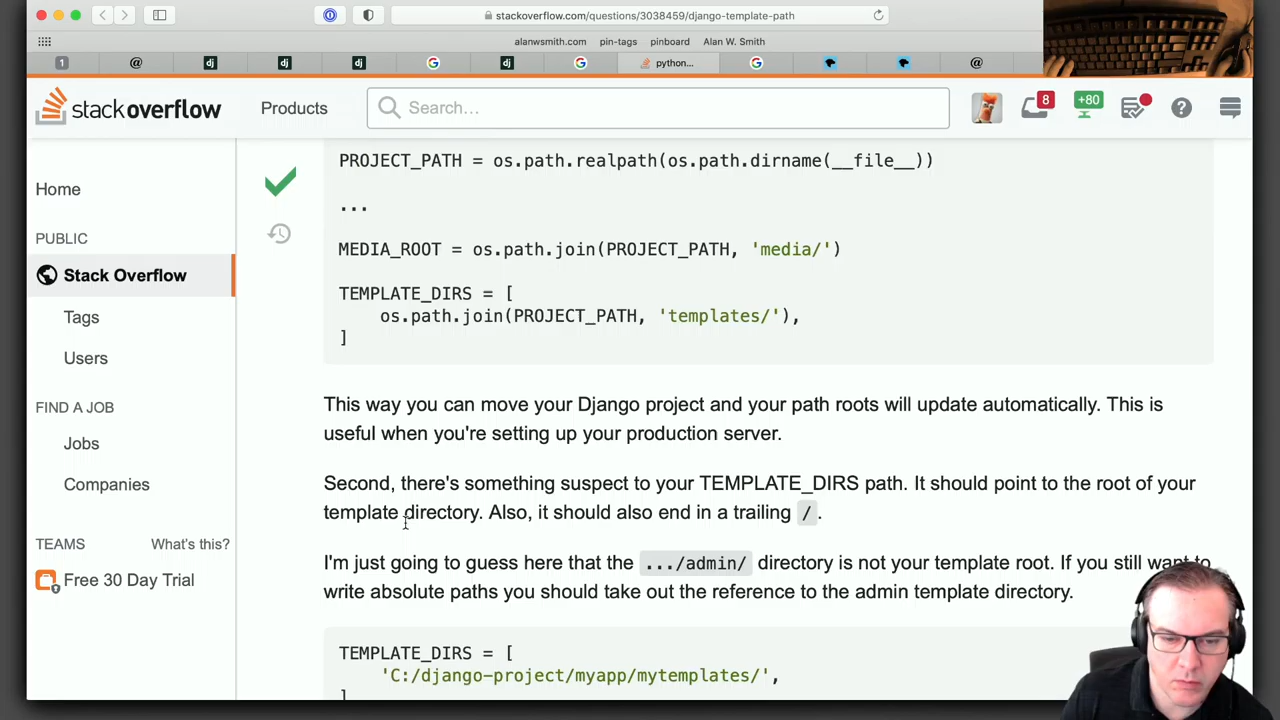 stackoverflow.com/questions/3038459/django-template-path
alanwsmith.com pin-tags pinboard Alan W. Smith
1 @ dj dj dj G dj G python... G @
stackoverflow Products Search... 8 +80 ?
Home
PUBLIC
Stack Overflow
Tags
Users
FIND A JOB
Jobs
Companies
TEAMS What's this?
Free 30 Day Trial
PROJECT_PATH = os.path.realpath(os.path.dirname(__file__))
...
MEDIA_ROOT = os.path.join(PROJECT_PATH, 'media/')
TEMPLATE_DIRS = [
os.path.join(PROJECT_PATH, 'templates/'),
]
This way you can move your Django project and your path roots will update automatically. This is
useful when you're setting up your production server.
Second, there's something suspect to your TEMPLATE_DIRS path. It should point to the root of your
template directory. Also, it should also end in a trailing /.
I'm just going to guess here that the .../admin/ directory is not your template root. If you still want to
write absolute paths you should take out the reference to the admin template directory.
TEMPLATE_DIRS = [
'C:/django-project/myapp/mytemplates/',
]